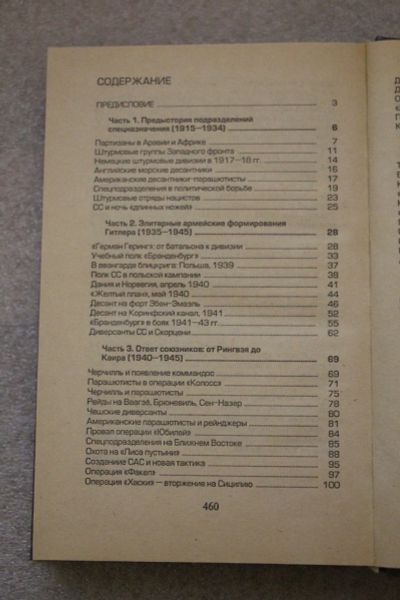 СОДЕРЖАНИЕ
ПРЕДИСЛОВИЕ 3
Часть 1. Предыстория подразделений
спецназначения (1915–1934) 6
Партизаны в Аравии и Африке 7
Штурмовые группы Западного фронта 11
Немецкие штурмовые дивизии в 1917–18 гг. 14
Английские морские десантники 16
Американские десантники-парашютисты 17
Спецподразделения в политической борьбе 19
Штурмовые отряды нацистов 23
СС и ночь «длинных ножей» 25
Часть 2. Элитарные армейские формирования
Гитлера (1935–1945) 28
«Герман Геринг»: от батальона к дивизии 28
Учебный полк «Бранденбург» 33
В авангарде блицкрига: Польша, 1939 37
Полк СС в польской кампании 38
Дания и Норвегия, апрель 1940 41
«Желтый план», май 1940 44
Десант на форт Эбен-Эмаэль 46
Десант на Коринфский канал, 1941 52
«Бранденбург» в боях 1941–43 гг. 55
Диверсанты СС и Скорцени 62
Часть 3. Ответ союзников: от Рингвэя до
Каира (1940–1945) 69
Черчилль и появление коммандос 69
Парашютисты в операции «Колосс» 71
Черчилль и парашютисты 75
Рейды на Ваагзё, Брюневиль, Сен-Назер 78
Чешские диверсанты 80
Американские парашютисты и рейнджеры 81
Провал операции «Юбилей» 84
Спецподразделения на Ближнем Востоке 85
Охота на «Лиса пустыни» 88
Создание САС и новая тактика 95
Операция «Факел» 97
Операция «Хаски» – вторжение на Сицилию 100
460